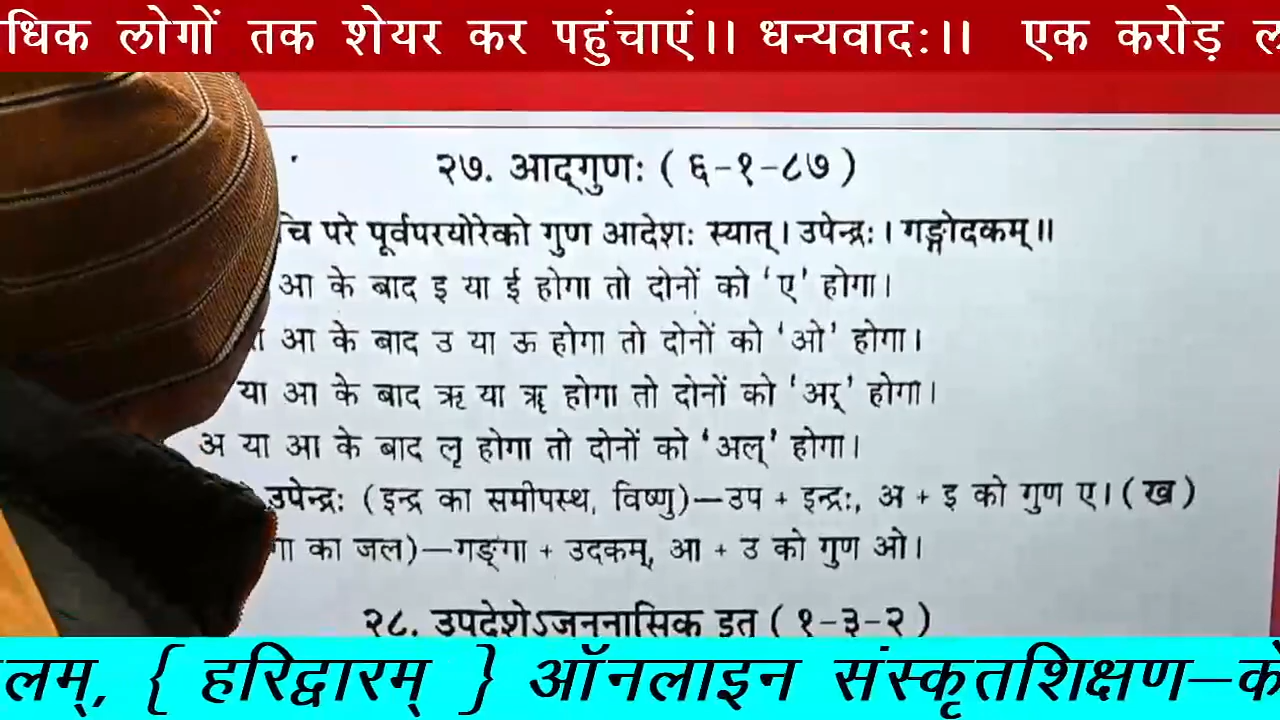 धिक लोगों तक शेयर कर पहुंचाएं।। धन्यवादः।। एक करोड़
२७. आद्गुणः ( ६-१-८७ )
चि परे पूर्वपरयोरेको गुण आदेशः स्यात्। उपेन्द्रः। गङ्गोदकम्॥
आ के बाद इ या ई होगा तो दोनों को 'ए' होगा।
आ के बाद उ या ऊ होगा तो दोनों को 'ओ' होगा।
या आ के बाद ऋ या ॠ होगा तो दोनों को 'अर्' होगा।
अ या आ के बाद लृ होगा तो दोनों को 'अल्' होगा।
उपेन्द्रः (इन्द्र का समीपस्थ, विष्णु)—उप + इन्द्रः, अ + इ को गुण ए। ( ख )
का जल)—गङ्गा + उदकम्, आ + उ को गुण ओ।
२८. उपदेशेऽजनुनासिक इत् ( १-३-२ )
लम्, { हरिद्वारम् } ऑनलाइन संस्कृतशिक्षण—के